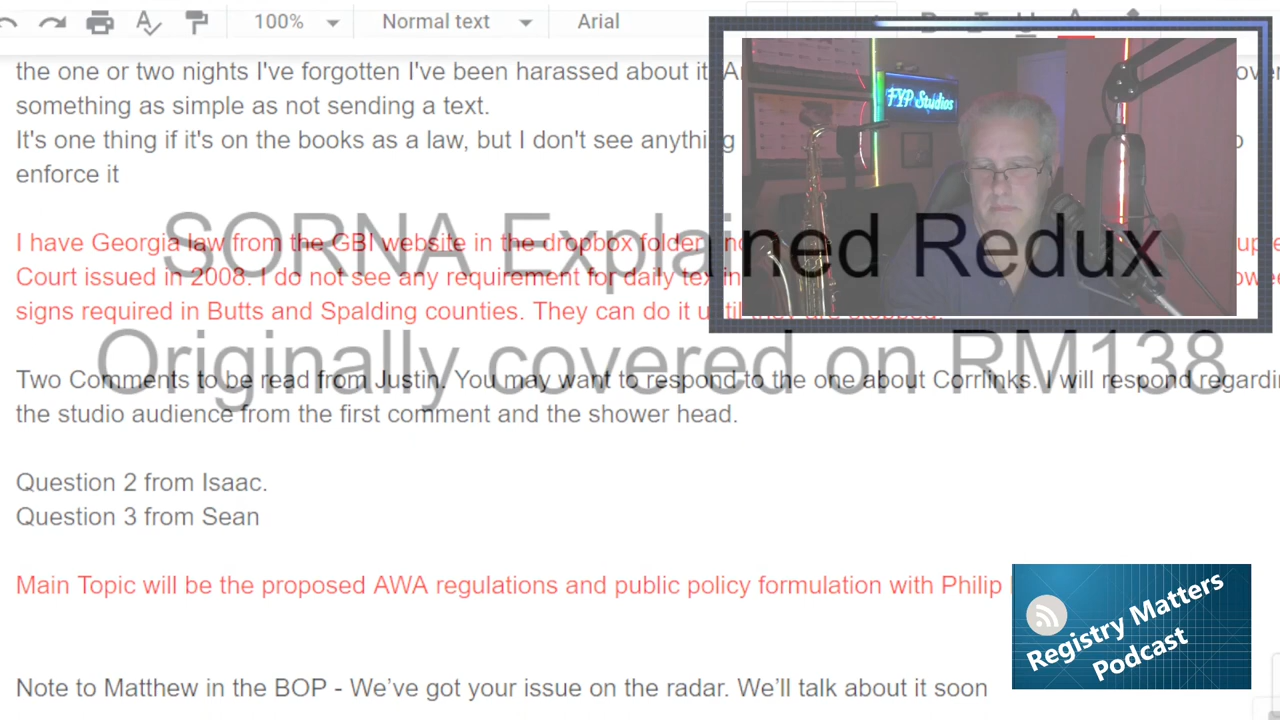 100% Normal text Arial
the one or two nights I've forgotten I've been harassed about it
something as simple as not sending a text.
It's one thing if it's on the books as a law, but I don't see anything
enforce it
FYP Studios
SORNA Explained Redux
I have Georgia law from the GBI website in the dropbox folder
Court issued in 2008. I do not see any requirement for daily
signs required in Butts and Spalding counties. They can do it until they are stopped.
Originally covered on RM138
Two Comments to be read from Justin. You may want to respond to the one about Corrlinks. I will respond
the studio audience from the first comment and the shower head.
Question 2 from Isaac.
Question 3 from Sean
Main Topic will be the proposed AWA regulations and public policy formulation with Philip
Registry Matters
Podcast
Note to Matthew in the BOP - We've got your issue on the radar. We'll talk about it soon